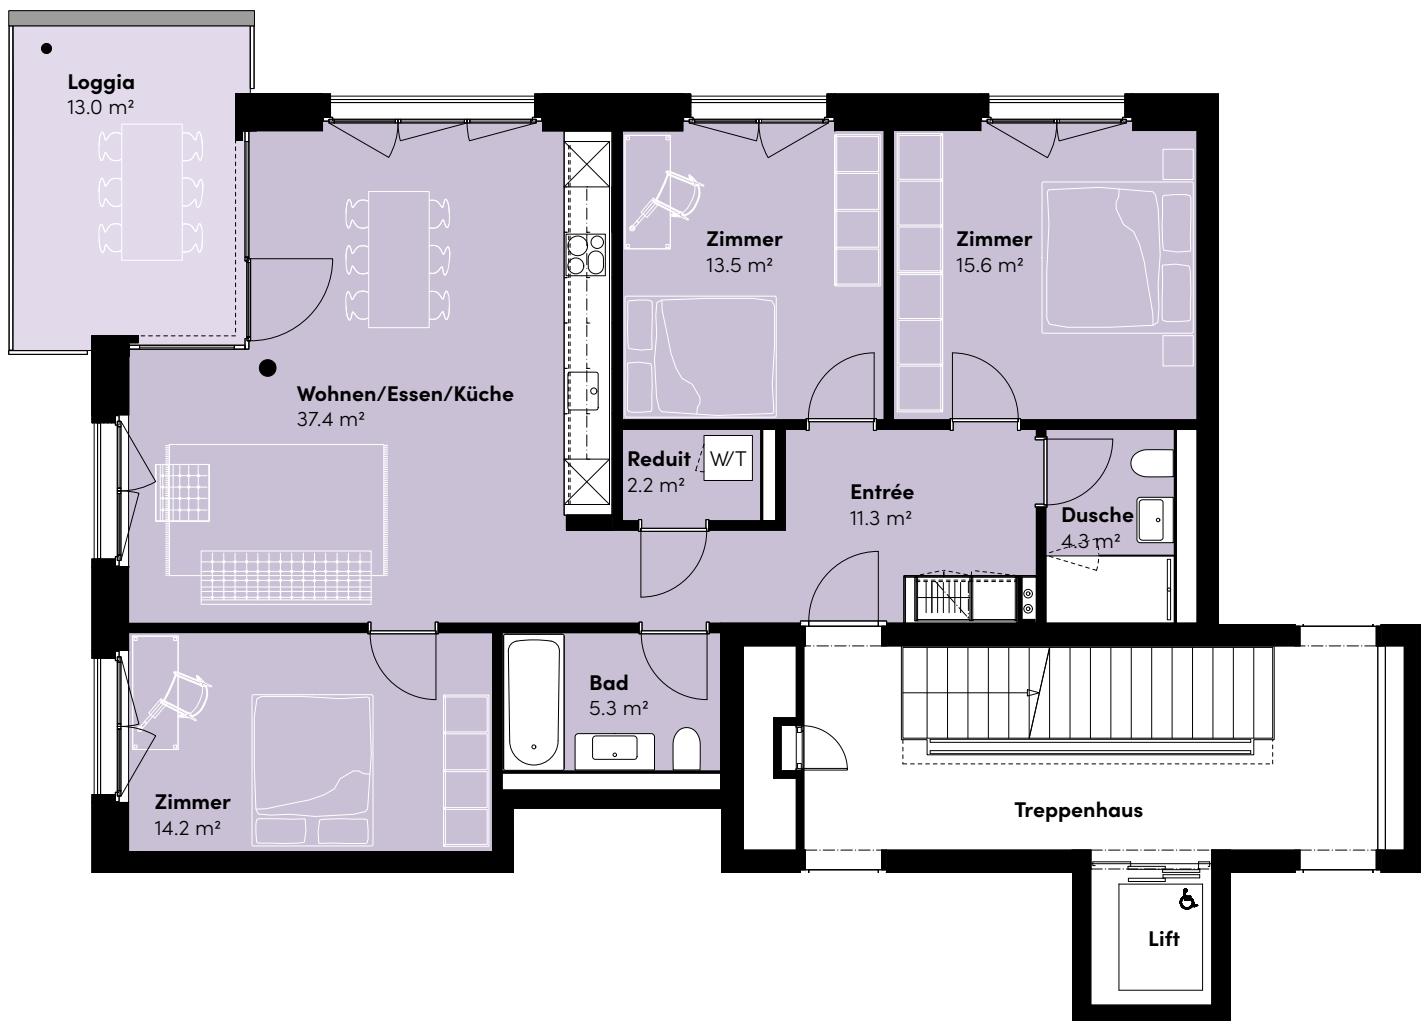 Loggia
13.0 m²
Zimmer
13.5 m²
Zimmer
15.6 m²
Wohnen/Essen/Küche
37.4 m²
Reduit
2.2 m²
W/T
Entrée
11.3 m²
Dusche
4.3 m²
Bad
5.3 m²
Zimmer
14.2 m²
Treppenhaus
Lift